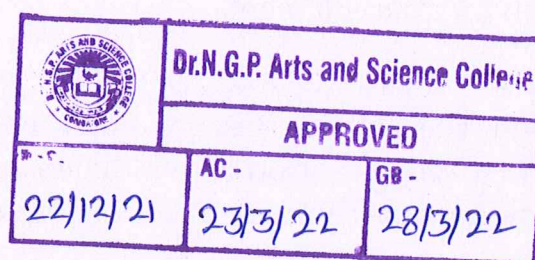 Dr.N.G.P. Arts and Science College
APPROVED
AC - GB -
22/12/21 23/3/22 28/3/22